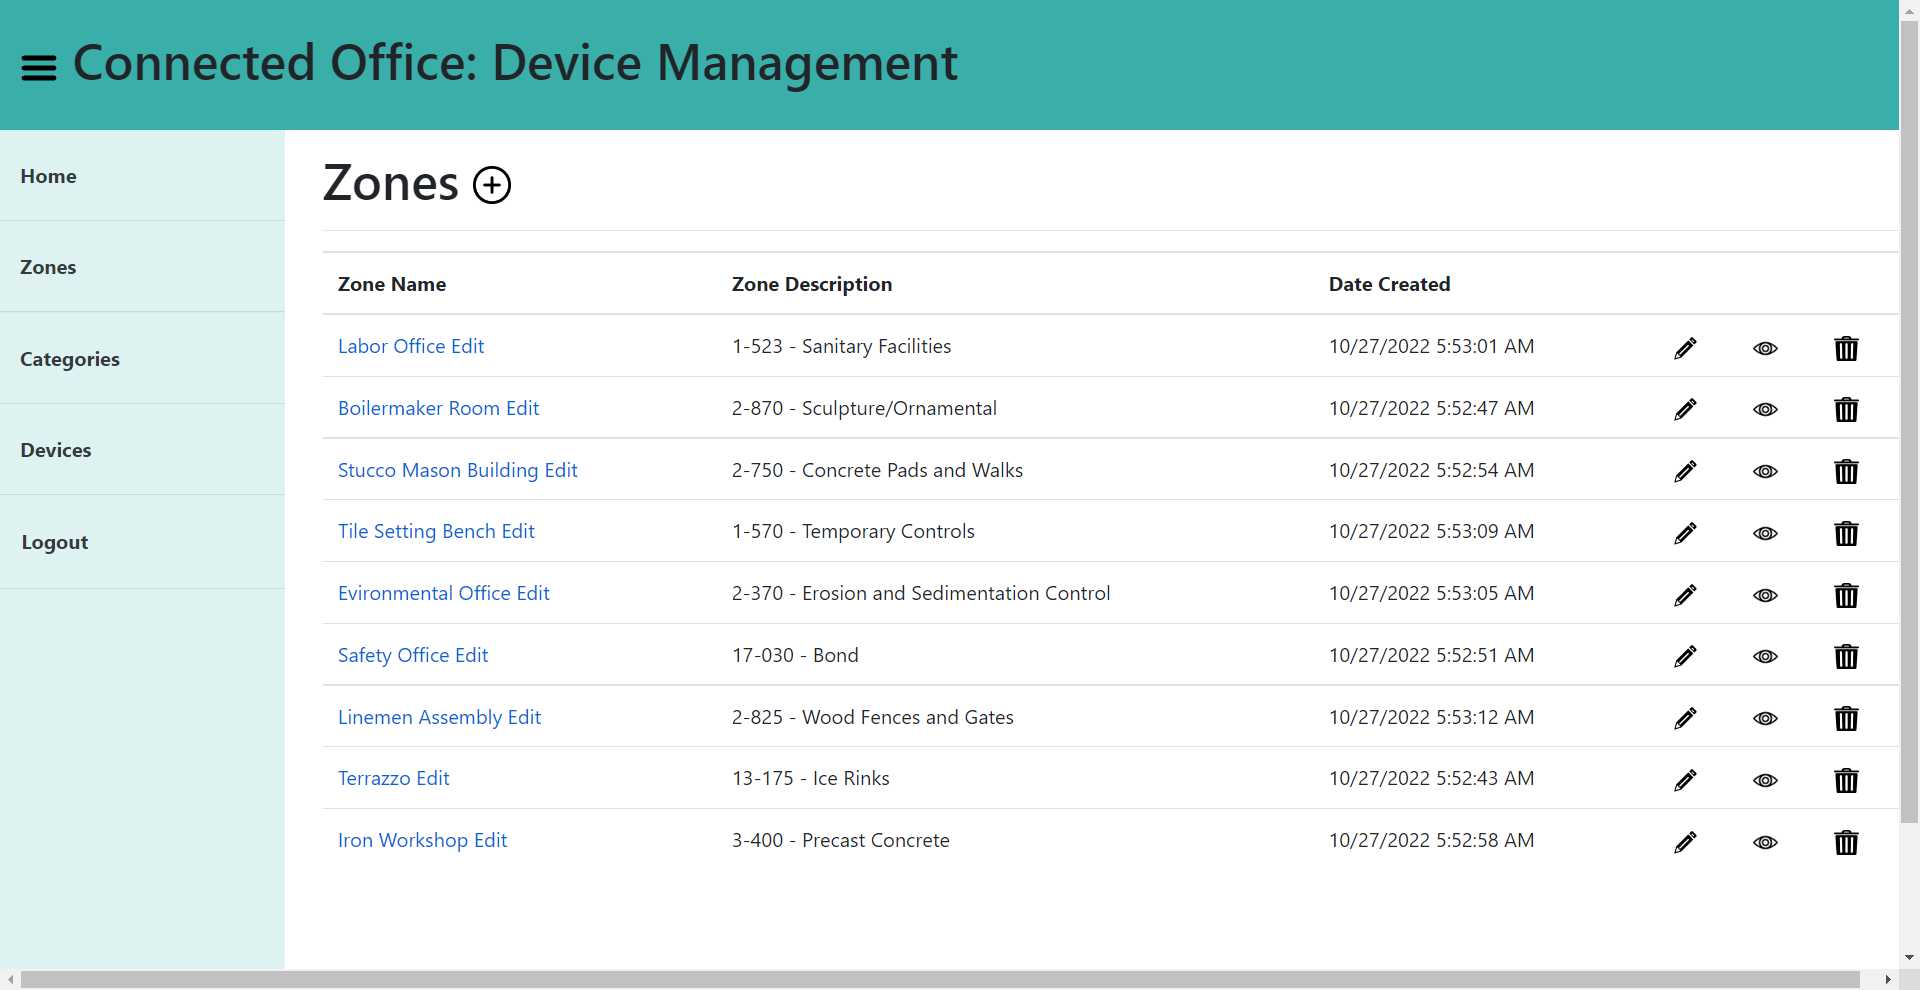 Connected Office: Device Management
Home
Zones
Categories
Devices
Logout
Zones
Zone Name Zone Description Date Created
Labor Office Edit 1-523 - Sanitary Facilities 10/27/2022 5:53:01 AM
Boilermaker Room Edit 2-870 - Sculpture/Ornamental 10/27/2022 5:52:47 AM
Stucco Mason Building Edit 2-750 - Concrete Pads and Walks 10/27/2022 5:52:54 AM
Tile Setting Bench Edit 1-570 - Temporary Controls 10/27/2022 5:53:09 AM
Evironmental Office Edit 2-370 - Erosion and Sedimentation Control 10/27/2022 5:53:05 AM
Safety Office Edit 17-030 - Bond 10/27/2022 5:52:51 AM
Linemen Assembly Edit 2-825 - Wood Fences and Gates 10/27/2022 5:53:12 AM
Terrazzo Edit 13-175 - Ice Rinks 10/27/2022 5:52:43 AM
Iron Workshop Edit 3-400 - Precast Concrete 10/27/2022 5:52:58 AM